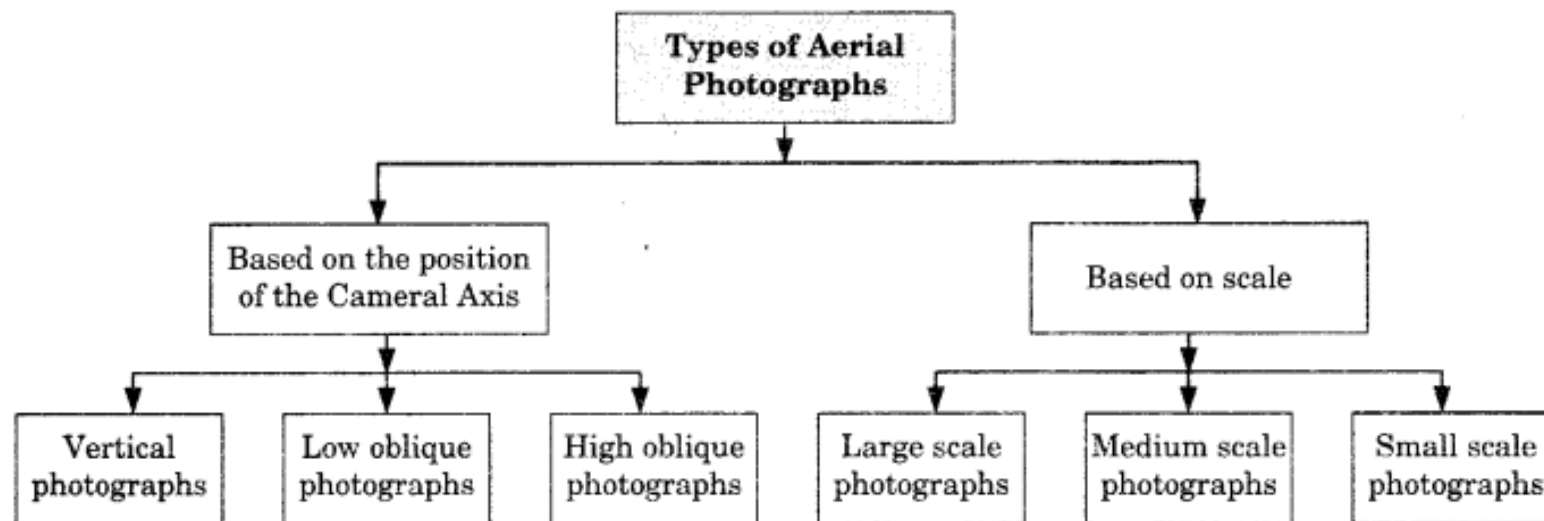 Types of Aerial
Photographs
Based on the position
of the Cameral Axis
Based on scale
Vertical
photographs
Low oblique
photographs
High oblique
photographs
Large scale
photographs
Medium scale
photographs
Small scale
photographs